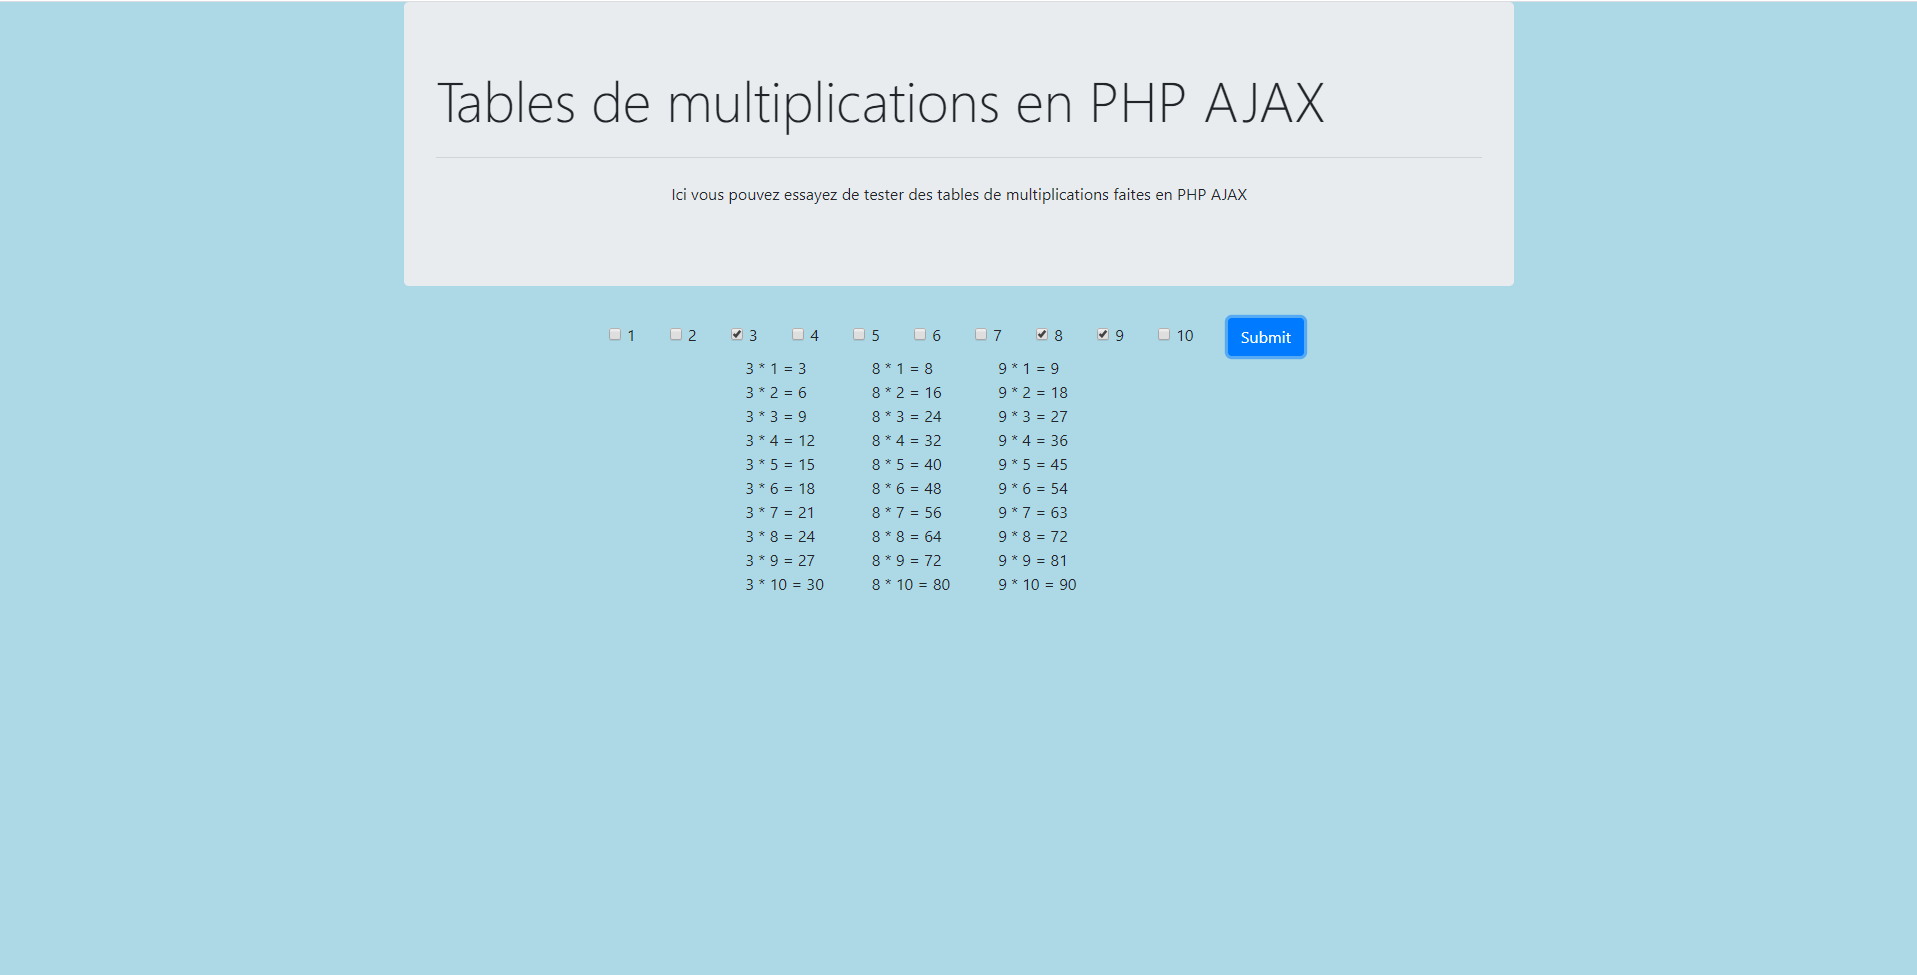 Tables de multiplications en PHP AJAX
Ici vous pouvez essayez de tester des tables de multiplications faites en PHP AJAX
1 2 3 4 5 6 7 8 9 10 Submit
3 * 1 = 3 8 * 1 = 8 9 * 1 = 9
3 * 2 = 6 8 * 2 = 16 9 * 2 = 18
3 * 3 = 9 8 * 3 = 24 9 * 3 = 27
3 * 4 = 12 8 * 4 = 32 9 * 4 = 36
3 * 5 = 15 8 * 5 = 40 9 * 5 = 45
3 * 6 = 18 8 * 6 = 48 9 * 6 = 54
3 * 7 = 21 8 * 7 = 56 9 * 7 = 63
3 * 8 = 24 8 * 8 = 64 9 * 8 = 72
3 * 9 = 27 8 * 9 = 72 9 * 9 = 81
3 * 10 = 30 8 * 10 = 80 9 * 10 = 90